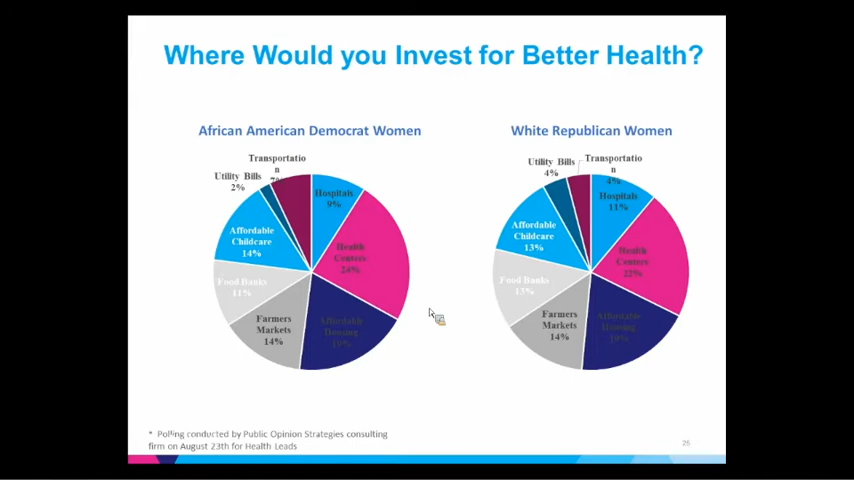 Where Would you Invest for Better Health?
African American Democrat Women
White Republican Women
Transportatio
n
Utility Bills
2%
Hospitals
9%
Affordable
Childcare
14%
Health
Centers
24%
Food Banks
11%
Farmers
Markets
14%
Affordable
Housing
Transportatio
n
4%
Utility Bills
4%
Hospitals
11%
Affordable
Childcare
13%
Health
Centers
22%
Food Banks
13%
Farmers
Markets
14%
Affordable
Housing
19%
* Polling conducted by Public Opinion Strategies consulting
firm on August 23th for Health Leads
25